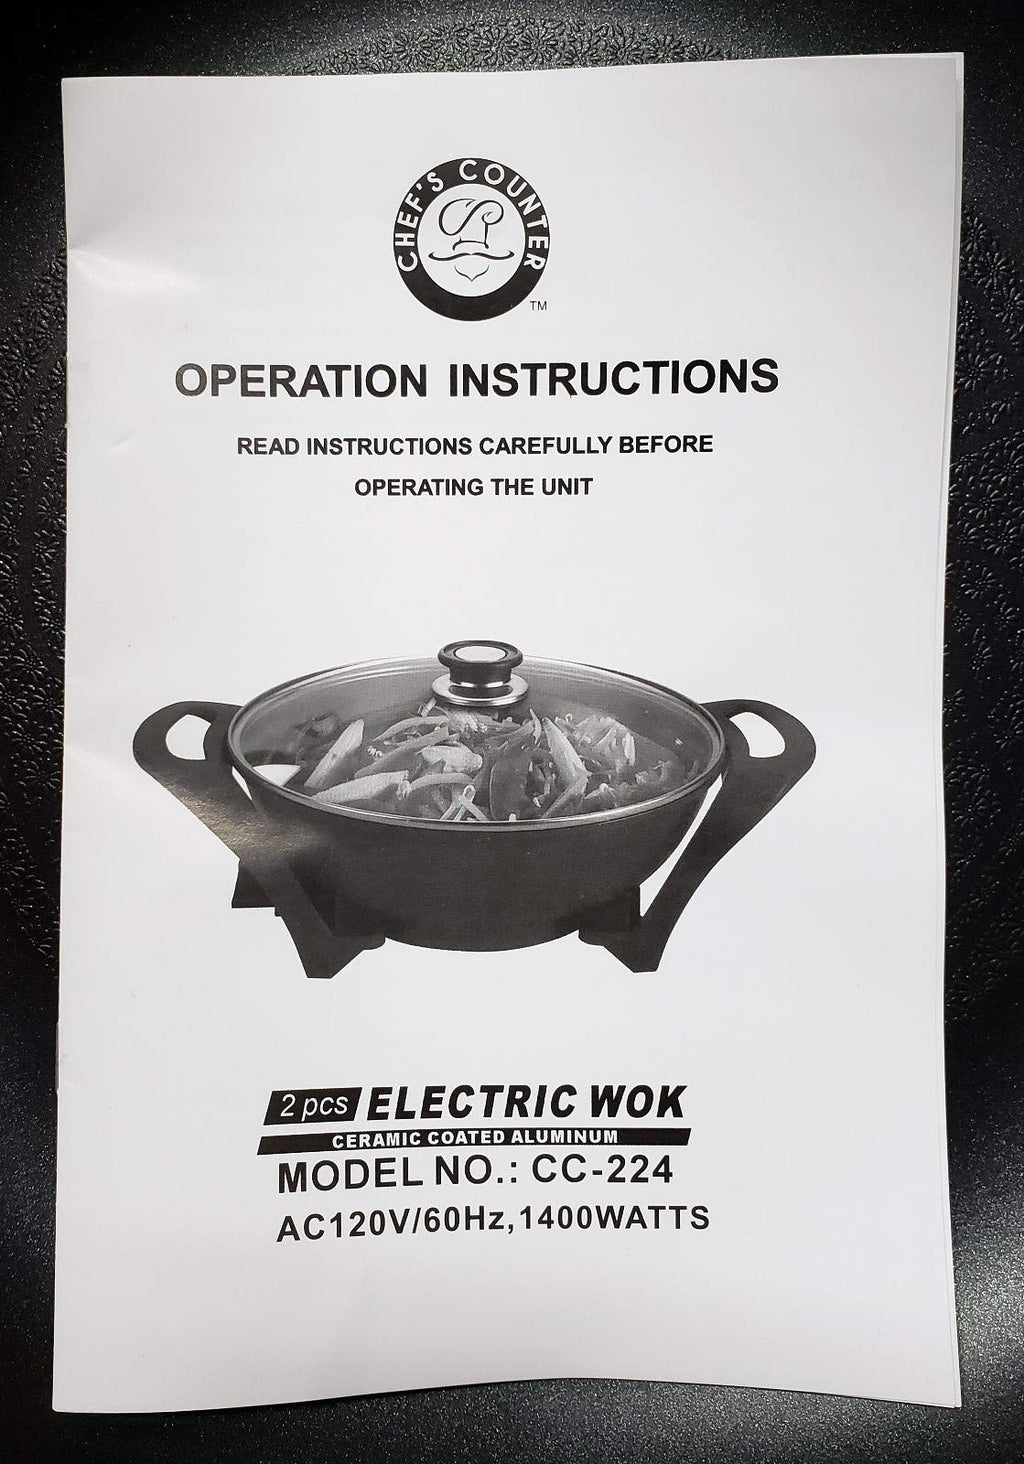 CHEF'S COUNTER
TM
OPERATION INSTRUCTIONS
READ INSTRUCTIONS CAREFULLY BEFORE
OPERATING THE UNIT
2 pcs ELECTRIC WOK
CERAMIC COATED ALUMINUM
MODEL NO.: CC-224
AC120V/60Hz,1400WATTS